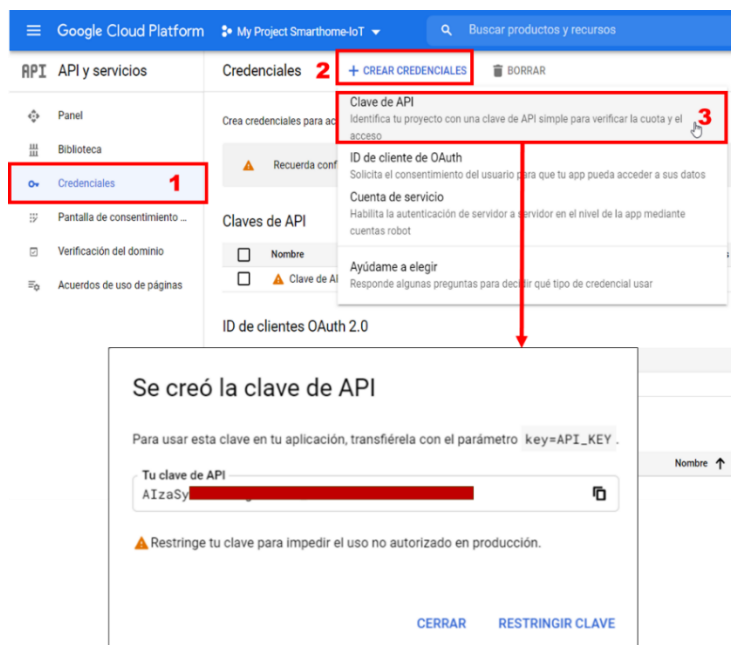 Google Cloud Platform My Project Smarthome-IoT Buscar productos y recursos
API API y servicios Credenciales 2 + CREAR CREDENCIALES BORRAR
Panel
Biblioteca
Credenciales 1
Pantalla de consentimiento ...
Verificación del dominio
Acuerdos de uso de páginas
Crea credenciales para ac
Recuerda conf
Clave de API 3
Identifica tu proyecto con una clave de API simple para verificar la cuota y el
acceso
ID de cliente de OAuth
Solicita el consentimiento del usuario para que tu app pueda acceder a sus datos
Cuenta de servicio
Habilita la autenticación de servidor a servidor en el nivel de la app mediante
cuentas robot
Ayúdame a elegir
Responde algunas preguntas para decidir qué tipo de credencial usar
Claves de API
Nombre
Clave de AP
ID de clientes OAuth 2.0
Nombre
Se creó la clave de API
Para usar esta clave en tu aplicación, transfiérela con el parámetro key=API_KEY .
Tu clave de API
AIzaSy
Restringe tu clave para impedir el uso no autorizado en producción.
CERRAR RESTRINGIR CLAVE